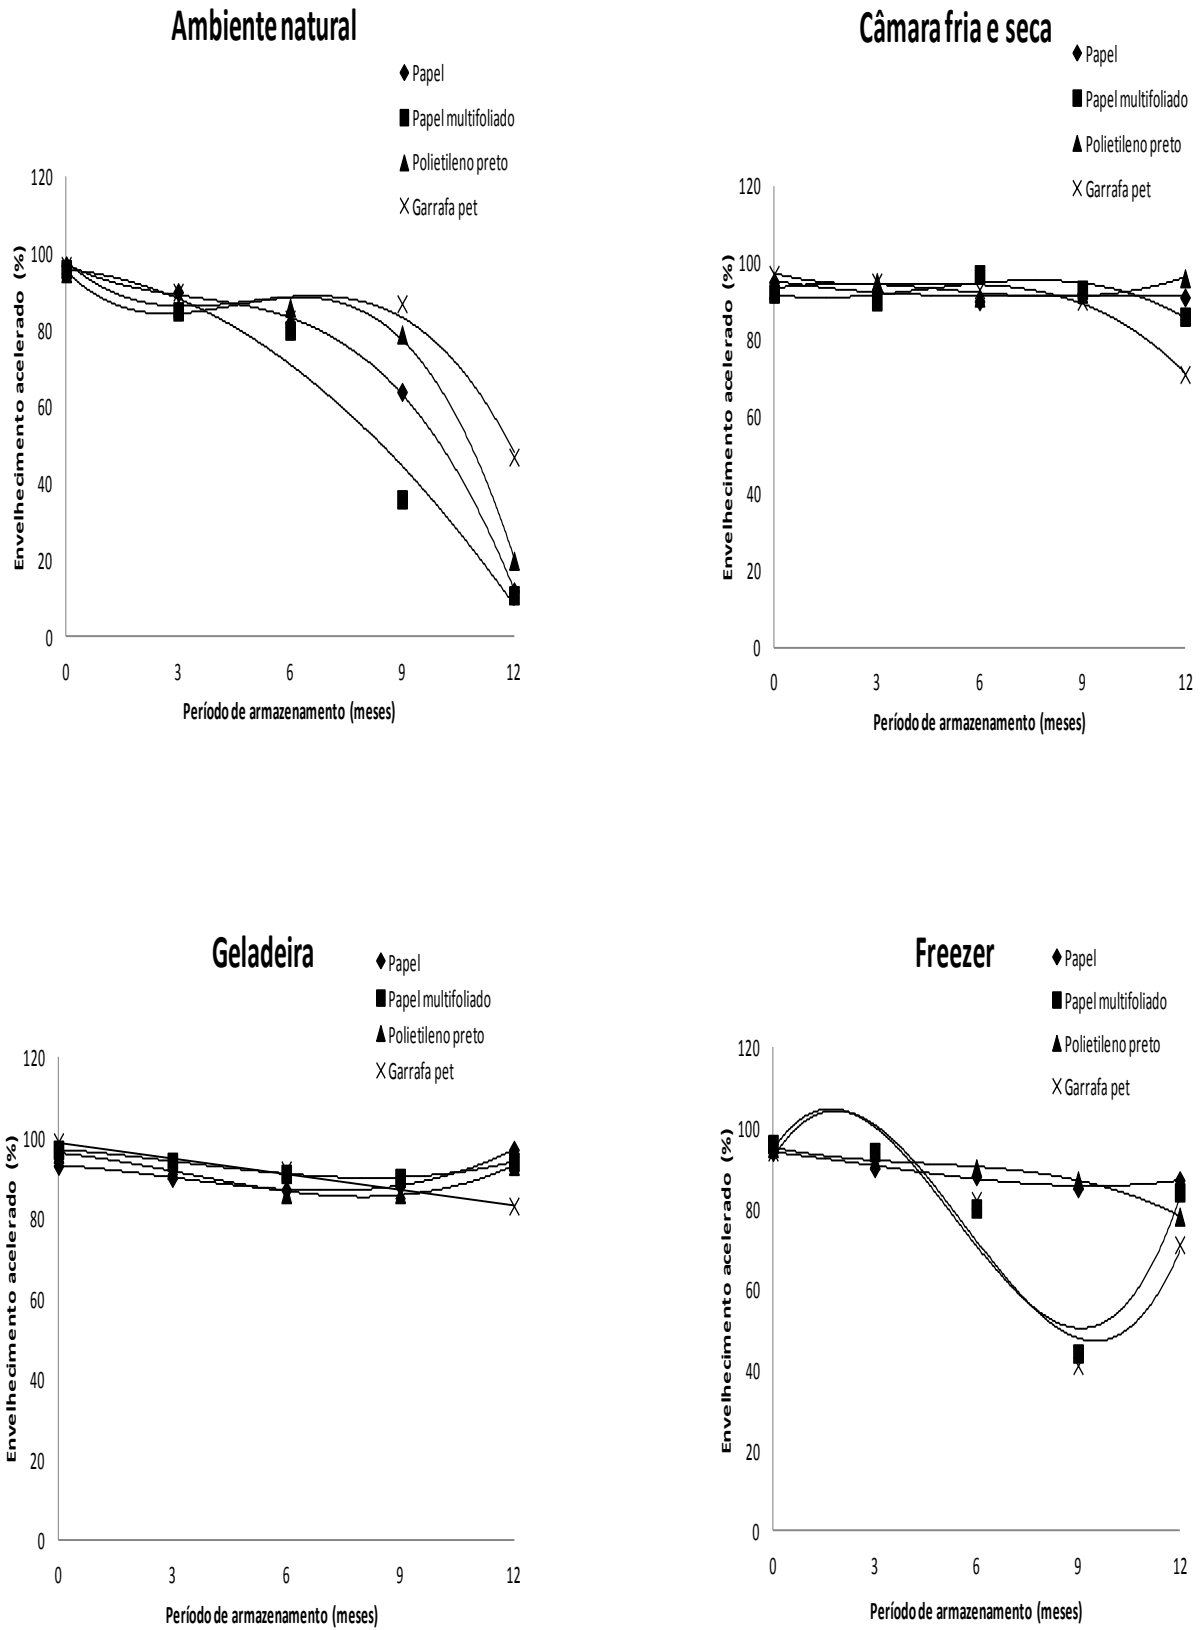 Ambiente natural
Papel
Papel multifoliado
Polietileno preto
Garrafa pet
120
100
80
60
40
20
0
Envelhecimento acelerado (%)
0 3 6 9 12
Período de armazenamento (meses)
Câmara fria e seca
Papel
Papel multifoliado
Polietileno preto
Garrafa pet
120
100
80
60
40
20
0
Envelhecimento acelerado (%)
0 3 6 9 12
Período de armazenamento (meses)
Geladeira
Papel
Papel multifoliado
Polietileno preto
Garrafa pet
120
100
80
60
40
20
0
Envelhecimento acelerado (%)
0 3 6 9 12
Período de armazenamento (meses)
Freezer
Papel
Papel multifoliado
Polietileno preto
Garrafa pet
120
100
80
60
40
20
0
Envelhecimento acelerado (%)
0 3 6 9 12
Período de armazenamento (meses)